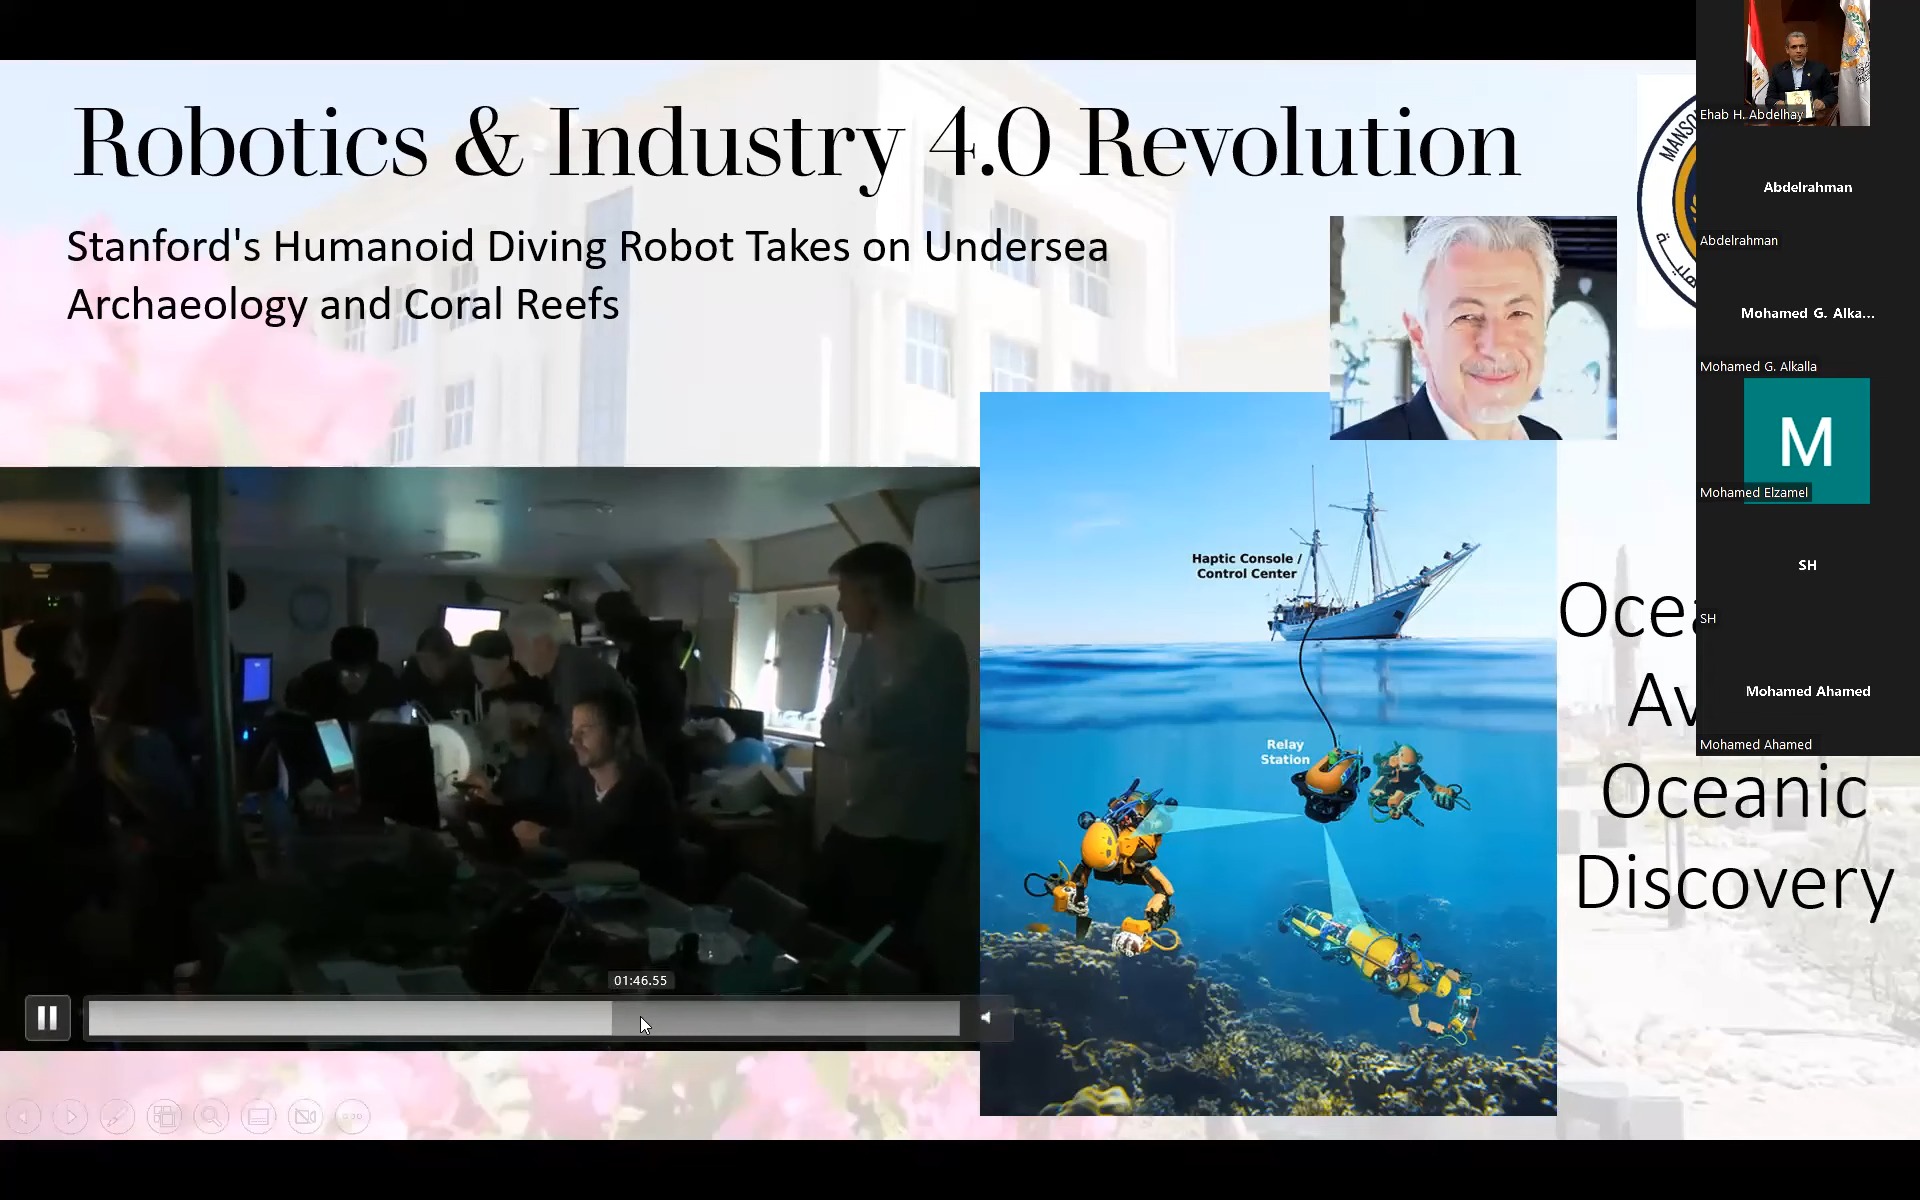 Robotics & Industry 4.0 Revolution
Stanford's Humanoid Diving Robot Takes on Undersea
Archaeology and Coral Reefs
Haptic Console /
Control Center
Relay
Station
Oceanic
Discovery
01:46.55
MANSO
Ehab H. Abdelhay
Abdelrahman
Abdelrahman
Mohamed G. Alka...
Mohamed G. Alkalla
M
Mohamed Elzamel
SH
SH
Mohamed Ahamed
Mohamed Ahamed